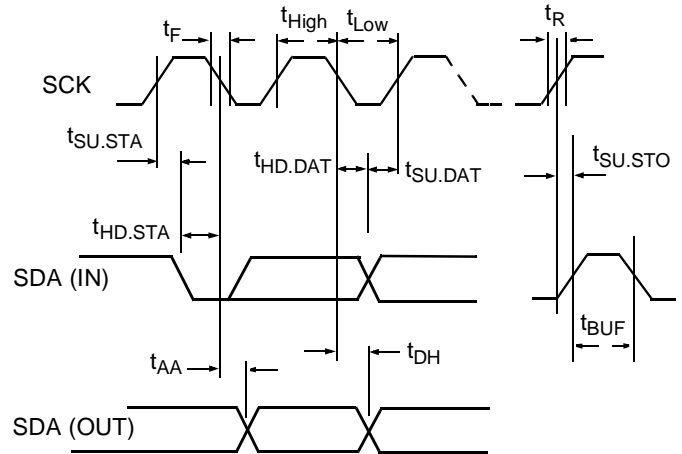 tF tHigh tLow tR
SCK
tSU.STA tHD.DAT tSU.DAT tSU.STO
tHD.STA
SDA (IN)
tBUF
tAA tDH
SDA (OUT)